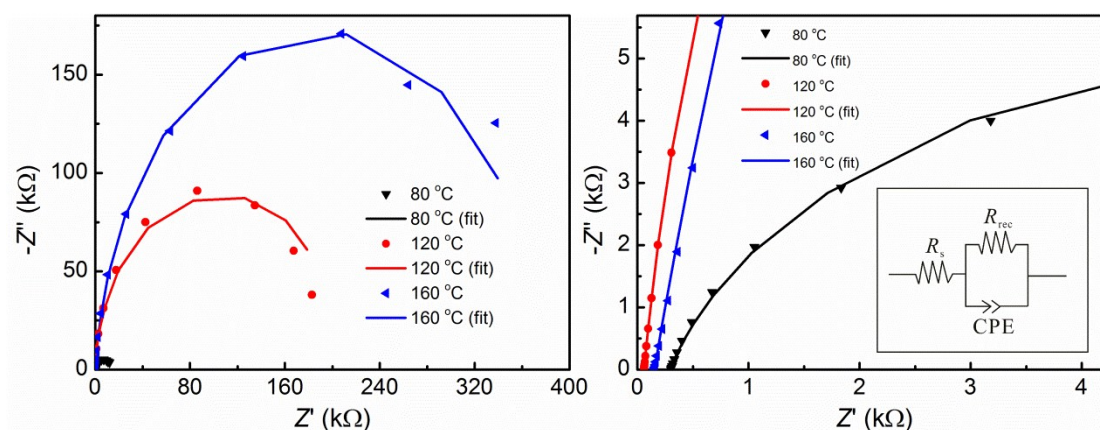 -Z'' (kΩ)
150
100
50
0
0
80
160
240
320
400
Z' (kΩ)
80 °C
80 °C (fit)
120 °C
120 °C (fit)
160 °C
160 °C (fit)
-Z'' (kΩ)
5
4
3
2
1
0
0
1
2
3
4
Z' (kΩ)
80 °C
80 °C (fit)
120 °C
120 °C (fit)
160 °C
160 °C (fit)
Rrec
Rs
CPE